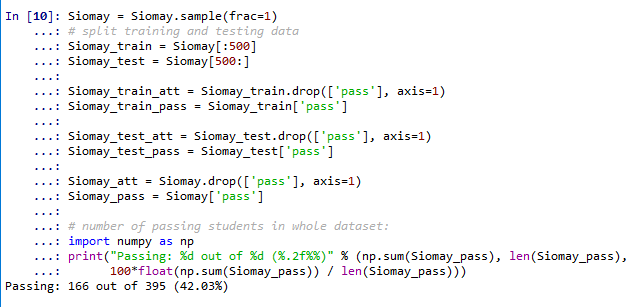 In [10]: Siomay = Siomay.sample(frac=1)
...: # split training and testing data
...: Siomay_train = Siomay[:500]
...: Siomay_test = Siomay[500:]
...:
...: Siomay_train_att = Siomay_train.drop(['pass'], axis=1)
...: Siomay_train_pass = Siomay_train['pass']
...:
...: Siomay_test_att = Siomay_test.drop(['pass'], axis=1)
...: Siomay_test_pass = Siomay_test['pass']
...:
...: Siomay_att = Siomay.drop(['pass'], axis=1)
...: Siomay_pass = Siomay['pass']
...:
...: # number of passing students in whole dataset:
...: import numpy as np
...: print("Passing: %d out of %d (%.2f%%)" % (np.sum(Siomay_pass), len(Siomay_pass),
...: 100*float(np.sum(Siomay_pass)) / len(Siomay_pass)))
Passing: 166 out of 395 (42.03%)